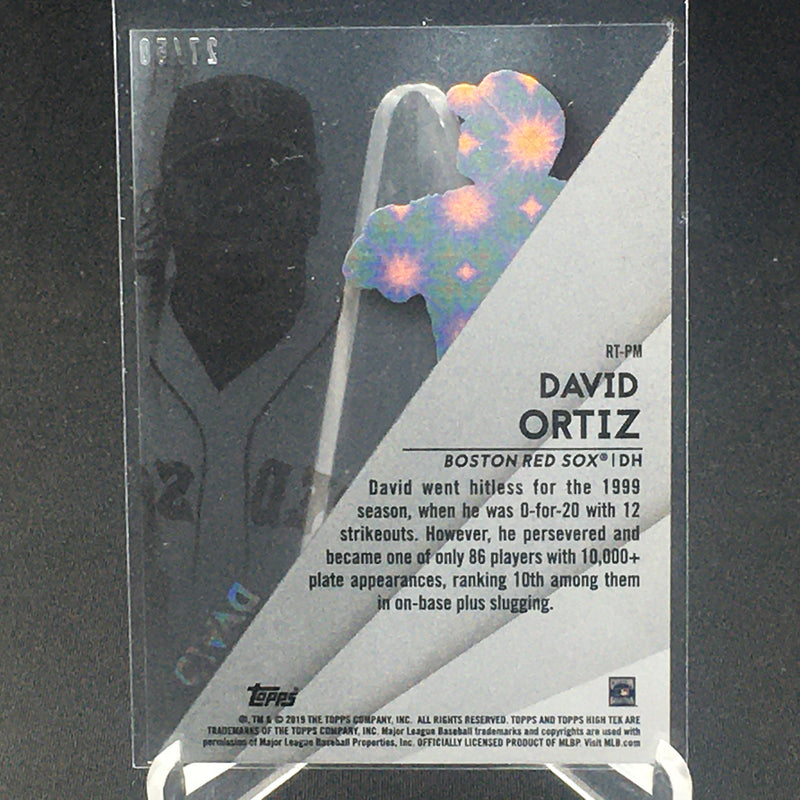 27/50
RT-PM
DAVID
ORTIZ
BOSTON RED SOX® | DH
David went hitless for the 1999
season, when he was 0-for-20 with 12
strikeouts. However, he persevered and
became one of only 86 players with 10,000+
plate appearances, ranking 10th among them
in on-base plus slugging.
TOPPS
®, TM & © 2019 THE TOPPS COMPANY, INC. ALL RIGHTS RESERVED. TOPPS AND TOPPS HIGH TEK ARE
TRADEMARKS OF THE TOPPS COMPANY, INC. Major League Baseball trademarks and copyrights are used with
permission of Major League Baseball Properties, Inc. OFFICIALLY LICENSED PRODUCT OF MLBP. Visit MLB.com